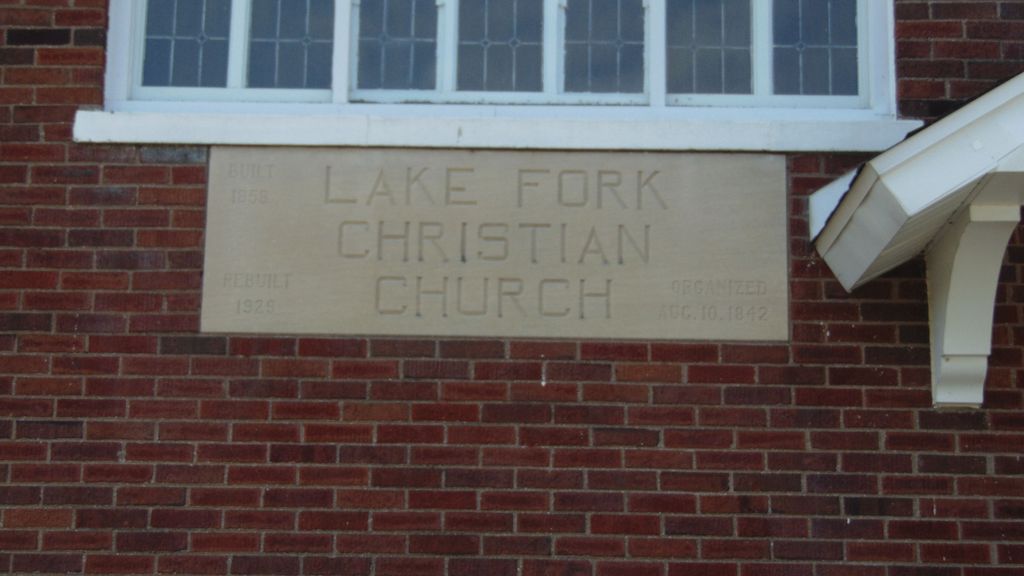 BUILT
1858
LAKE FORK
CHRISTIAN
CHURCH
REBUILT
1925
ORGANIZED
AUG. 10, 1842